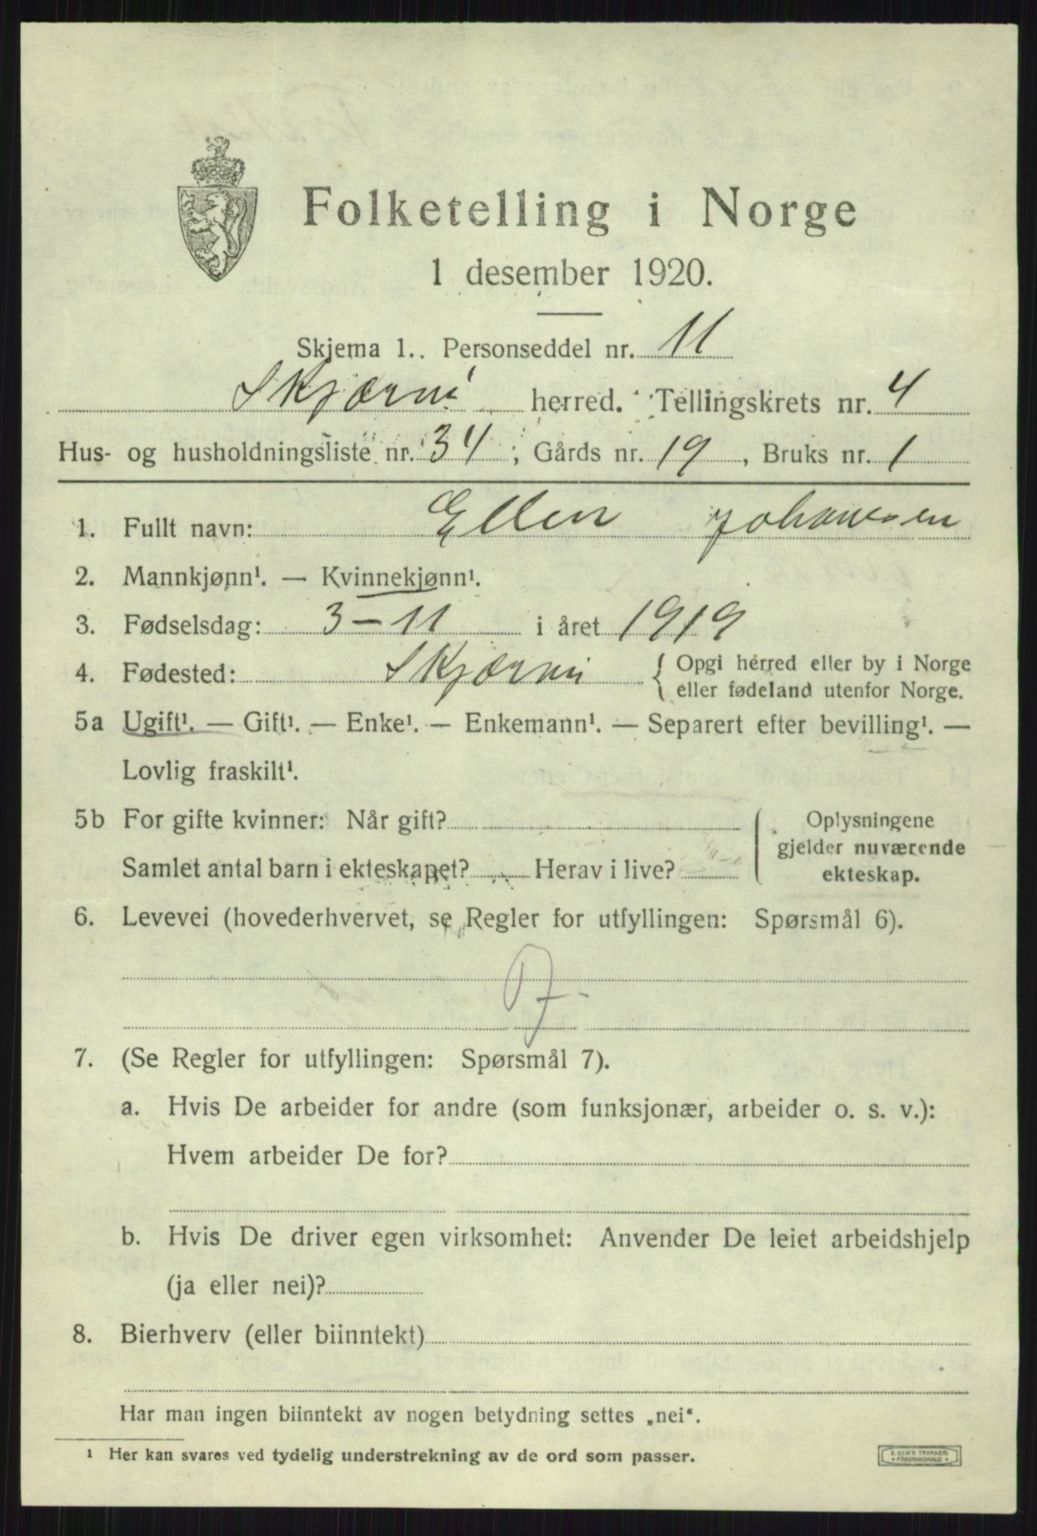 Folketelling i Norge
1 desember 1920.
Skjema 1.. Personseddel nr. 11
Skjærvø herred. Tellingskrets nr. 4
Hus- og husholdningsliste nr. 34, Gårds nr. 19, Bruks nr. 1
1. Fullt navn: Ellen Johansen
2. Mannkjønn¹. — Kvinnekjønn¹.
3. Fødselsdag: 3-11 i året 1919
4. Fødested: Skjærvø { Opgi herred eller by i Norge
eller fødeland utenfor Norge.
5a Ugift¹. — Gift¹. — Enke¹. — Enkemann¹. — Separert efter bevilling¹. —
Lovlig fraskilt¹.
5b For gifte kvinner: Når gift?
Samlet antal barn i ekteskapet? Herav i live?
Oplysningene
gjelder nuværende
ekteskap.
6. Levevei (hovederhvervet, se Regler for utfyllingen: Spørsmål 6).
7. (Se Regler for utfyllingen: Spørsmål 7).
a. Hvis De arbeider for andre (som funksjonær, arbeider o. s. v.):
Hvem arbeider De for?
b. Hvis De driver egen virksomhet: Anvender De leiet arbeidshjelp
(ja eller nei)?
8. Bierhverv (eller biinntekt)
Har man ingen biinntekt av nogen betydning settes „nei“.
¹ Her kan svares ved tydelig understrekning av de ord som passer.